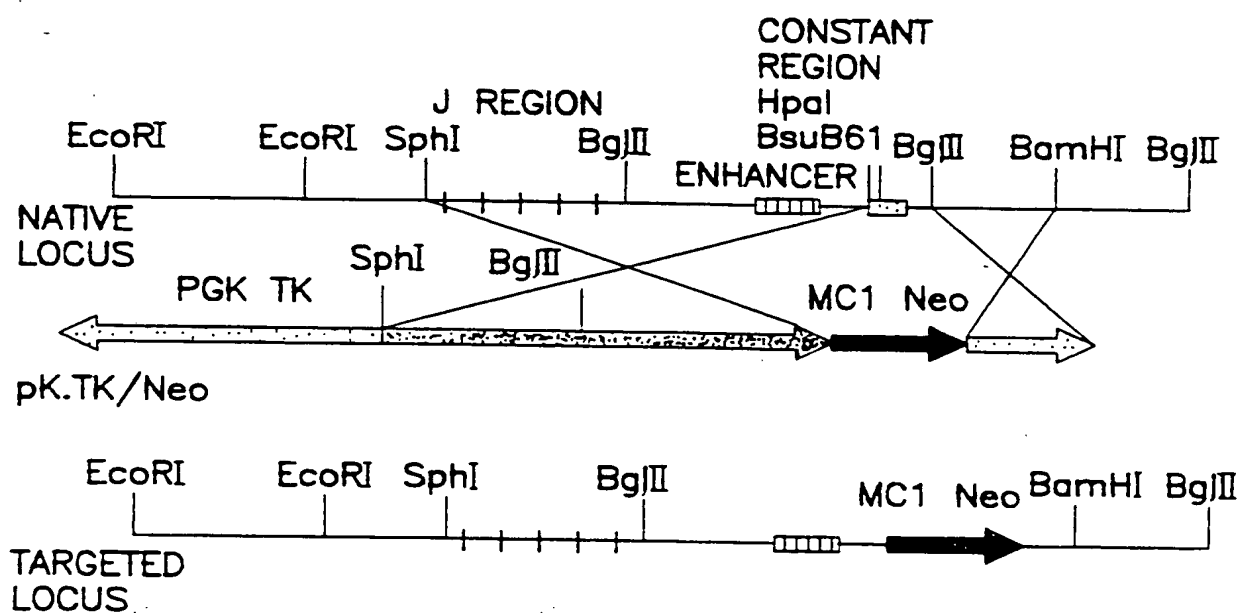 CONSTANT
REGION
HpaI
BsuB61
J REGION
EcoRI EcoRI SphI BglII BglII BamHI BglII
ENHANCER
NATIVE
LOCUS
SphI BglII
PGK TK MC1 Neo
pK.TK/Neo
EcoRI EcoRI SphI BglII MC1 Neo BamHI BglII
TARGETED
LOCUS